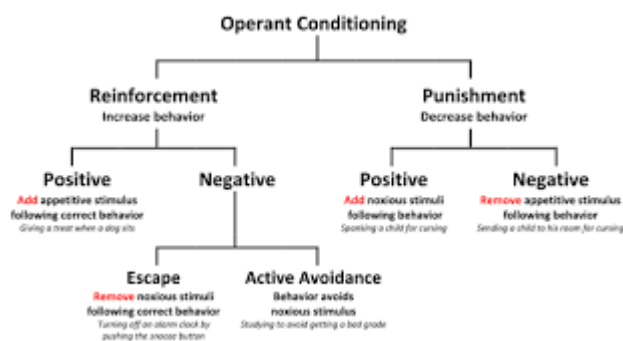 Operant Conditioning
Reinforcement
Increase behavior
Punishment
Decrease behavior
Positive
Add appetitive stimulus
following correct behavior
Giving a treat when a dog sits
Negative
Positive
Add noxious stimuli
following behavior
Spanking a child for cursing
Negative
Remove appetitive stimulus
following behavior
Sending a child to his room for cursing
Escape
Remove noxious stimuli
following correct behavior
Turning off an alarm clock by
pushing the snooze button
Active Avoidance
Behavior avoids
noxious stimulus
Studying to avoid getting a bad grade